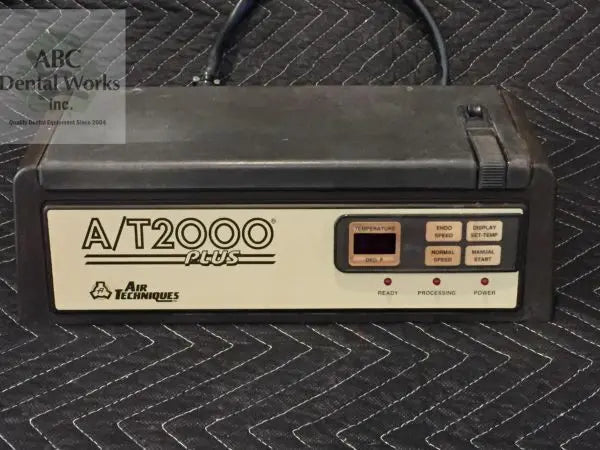 ABC
Dental Works
inc.
Quality Dental Equipment Since 2004
A/T2000®
PLUS
AIR
TECHNIQUES
TEMPERATURE
DEG. F
ENDO
SPEED
DISPLAY
SET-TEMP
NORMAL
SPEED
MANUAL
START
READY
PROCESSING
POWER